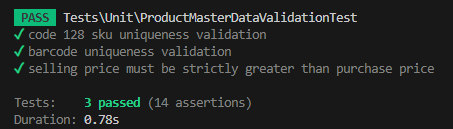 PASS Tests\Unit\ProductMasterDataValidationTest
✓ code 128 sku uniqueness validation
✓ barcode uniqueness validation
✓ selling price must be strictly greater than purchase price
Tests: 3 passed (14 assertions)
Duration: 0.78s